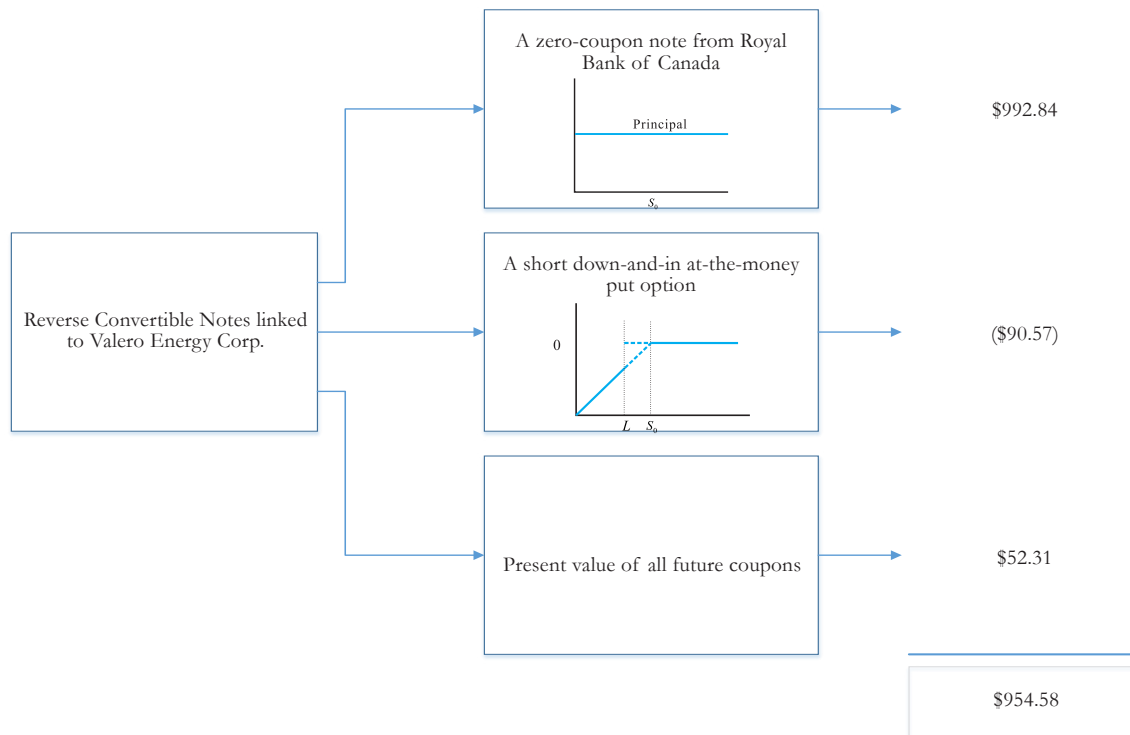 A zero-coupon note from Royal
Bank of Canada
Principal
S0
$992.84
Reverse Convertible Notes linked
to Valero Energy Corp.
A short down-and-in at-the-money
put option
0
L S0
($90.57)
Present value of all future coupons
$52.31
$954.58